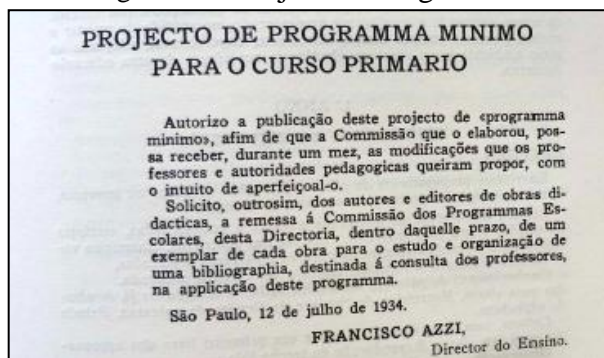 PROJECTO DE PROGRAMMA MINIMO
PARA O CURSO PRIMARIO
Autorizo a publicação deste projecto de «programma
minimo», afim de que a Commissão que o elaborou, pos-
sa receber, durante um mez, as modificações que os pro-
fessores e autoridades pedagogicas queiram propor, com
o intuito de aperfeiçoal-o.
Solicito, outrosim, dos autores e editores de obras di-
dacticas, a remessa á Commissão dos Programmas Es-
colares, desta Directoria, dentro daquelle prazo, de um
exemplar de cada obra para o estudo e organização de
uma bibliographia, destinada á consulta dos professores,
na applicação deste programma.
São Paulo, 12 de julho de 1934.
FRANCISCO AZZI,
Director do Ensino.